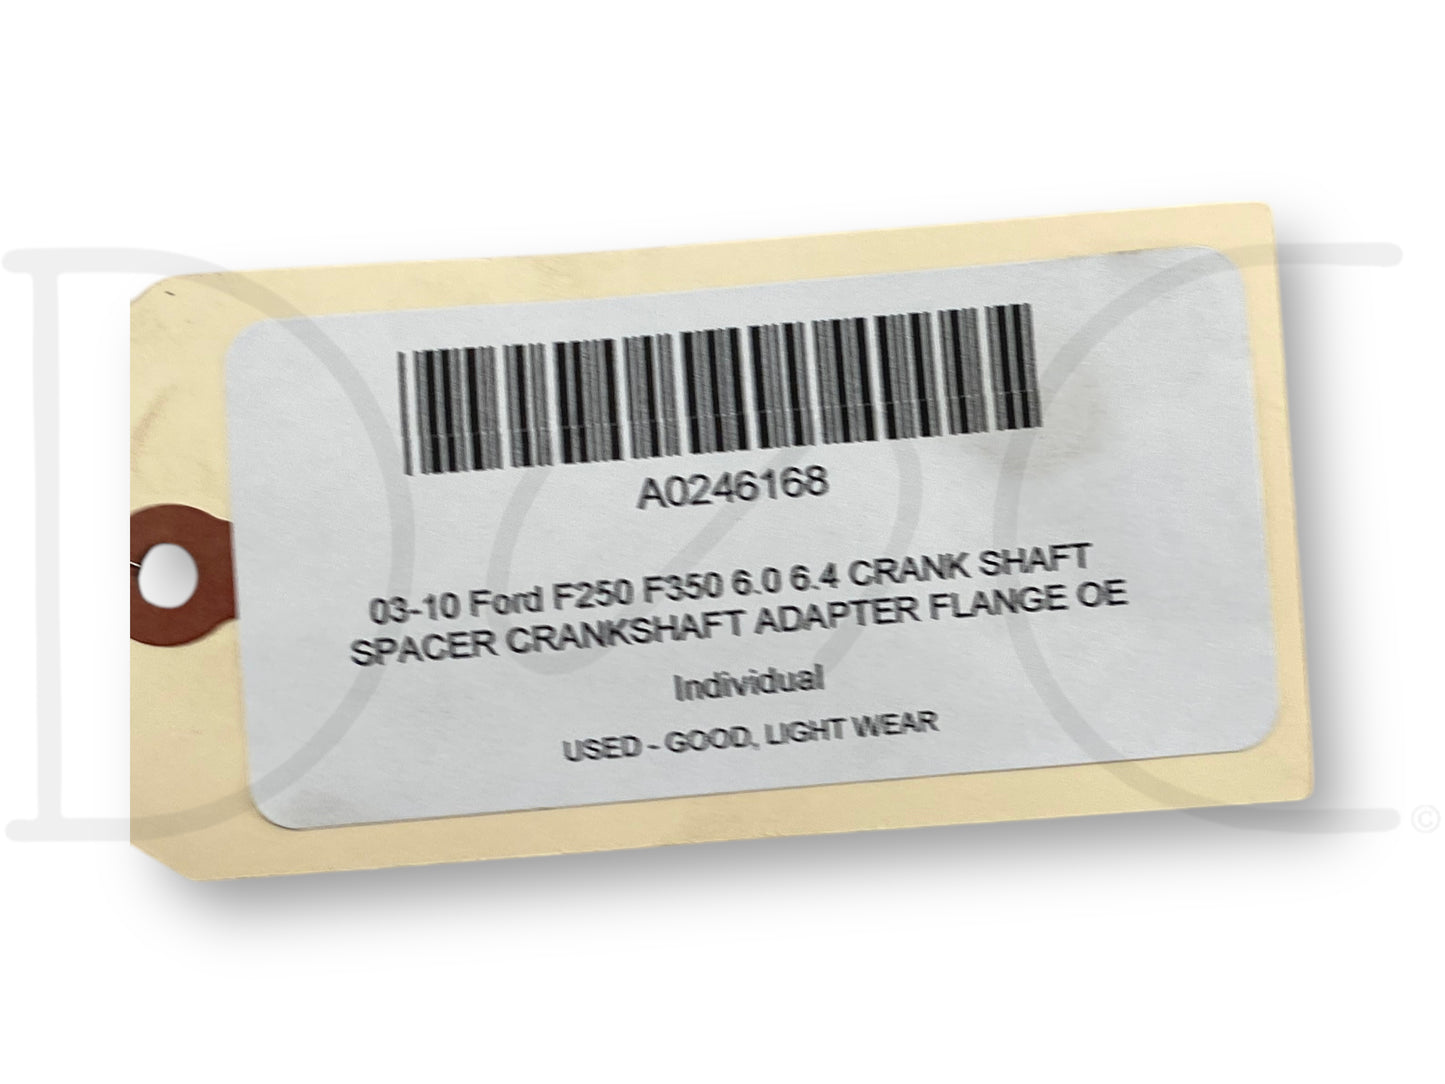 A0246168
03-10 Ford F250 F350 6.0 6.4 CRANK SHAFT
SPACER CRANKSHAFT ADAPTER FLANGE OE
Individual
USED - GOOD, LIGHT WEAR
©